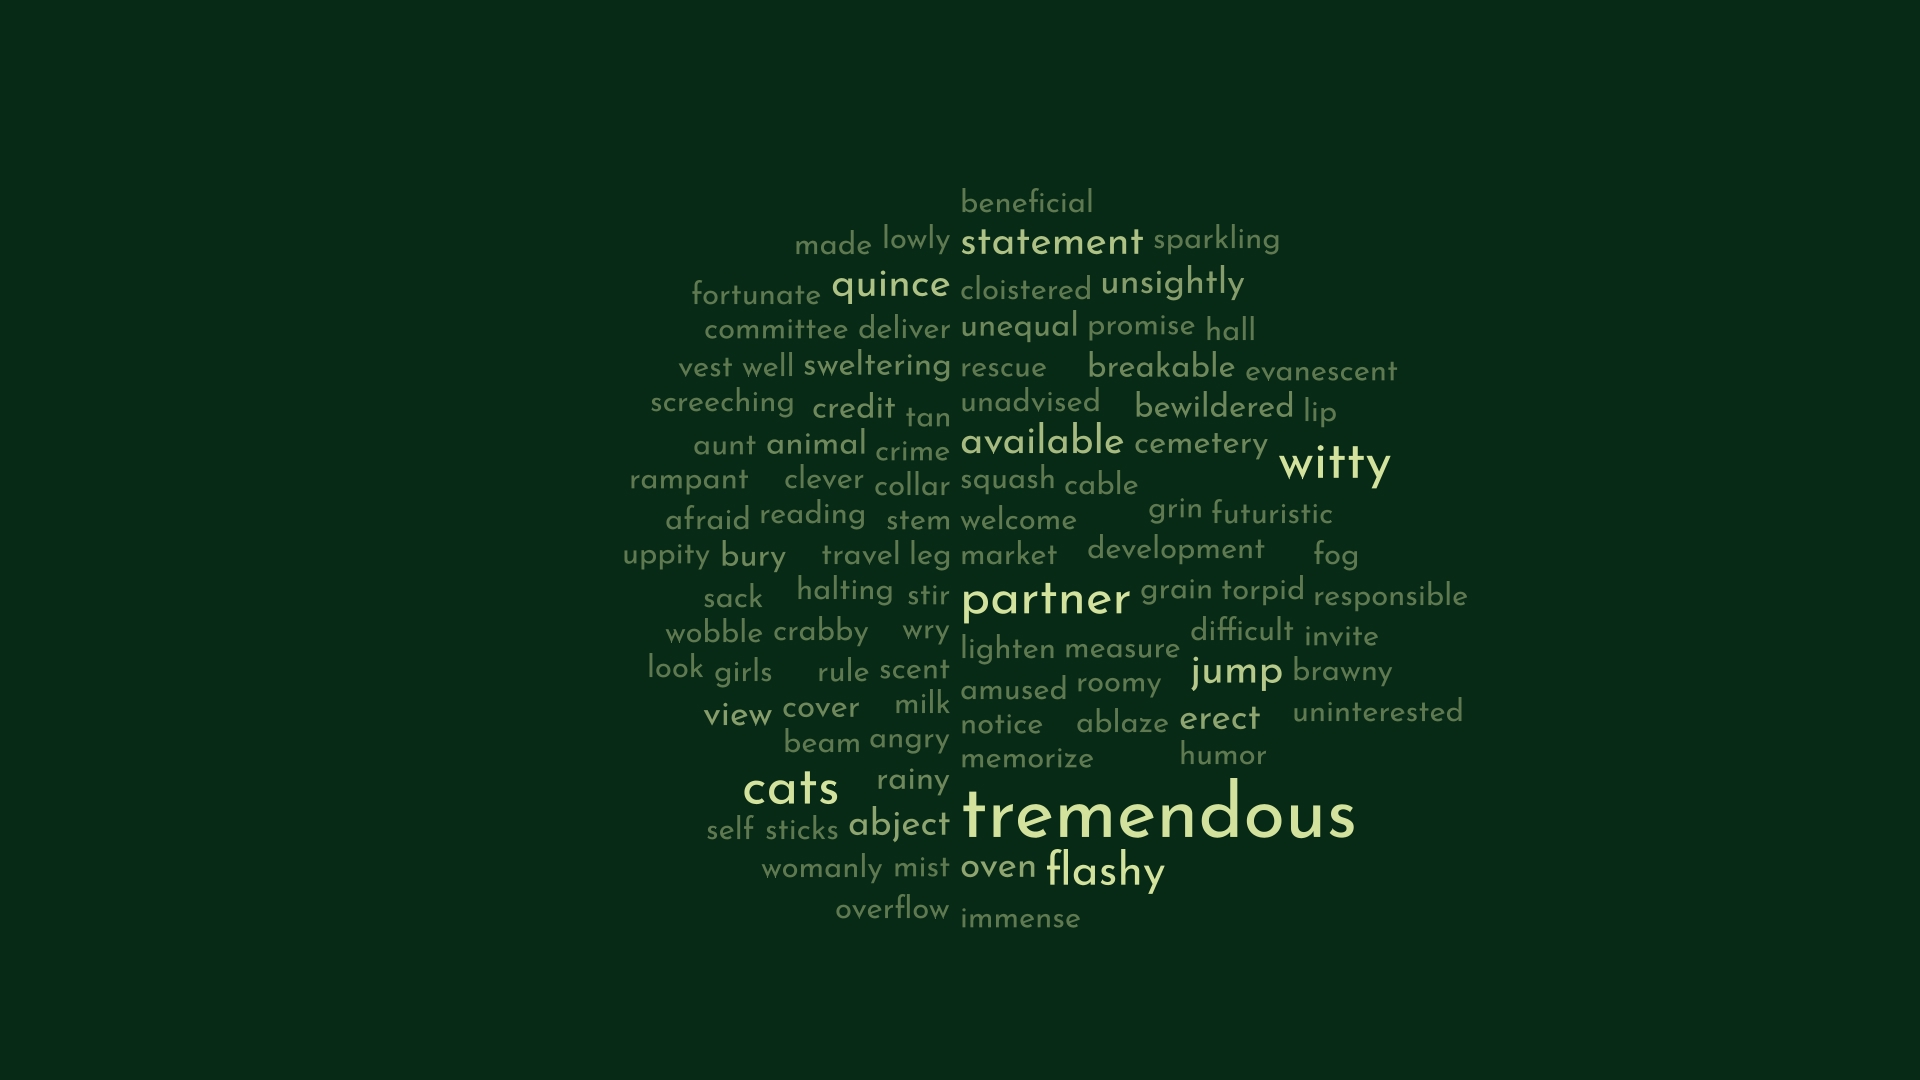 beneficial
made lowly statement sparkling
fortunate quince cloistered unsightly
committee deliver unequal promise hall
vest well sweltering rescue breakable evanescent
screeching credit tan unadvised bewildered lip
aunt animal crime available cemetery witty
rampant clever collar squash cable
afraid reading stem welcome grin futuristic
uppity bury travel leg market development fog
sack halting stir partner grain torpid responsible
wobble crabby wry lighten measure difficult invite
look girls rule scent amused roomy jump brawny
view cover milk notice ablaze erect uninterested
beam angry memorize humor
cats rainy tremendous
self sticks abject
womanly mist oven flashy
overflow immense